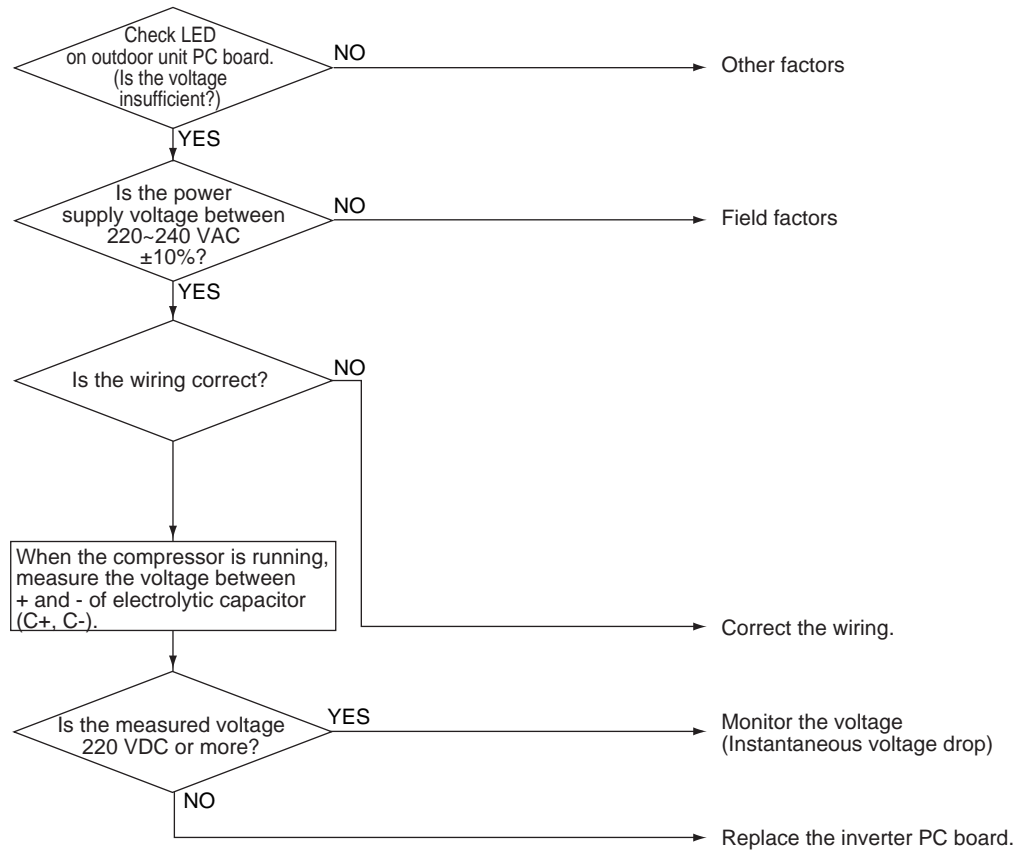 Check LED
on outdoor unit PC board.
(Is the voltage
insufficient?)
NO
Other factors
YES
Is the power
supply voltage between
220~240 VAC
±10%?
NO
Field factors
YES
Is the wiring correct?
NO
When the compressor is running,
measure the voltage between
+ and - of electrolytic capacitor
(C+, C-).
Correct the wiring.
Is the measured voltage
220 VDC or more?
YES
Monitor the voltage
(Instantaneous voltage drop)
NO
Replace the inverter PC board.